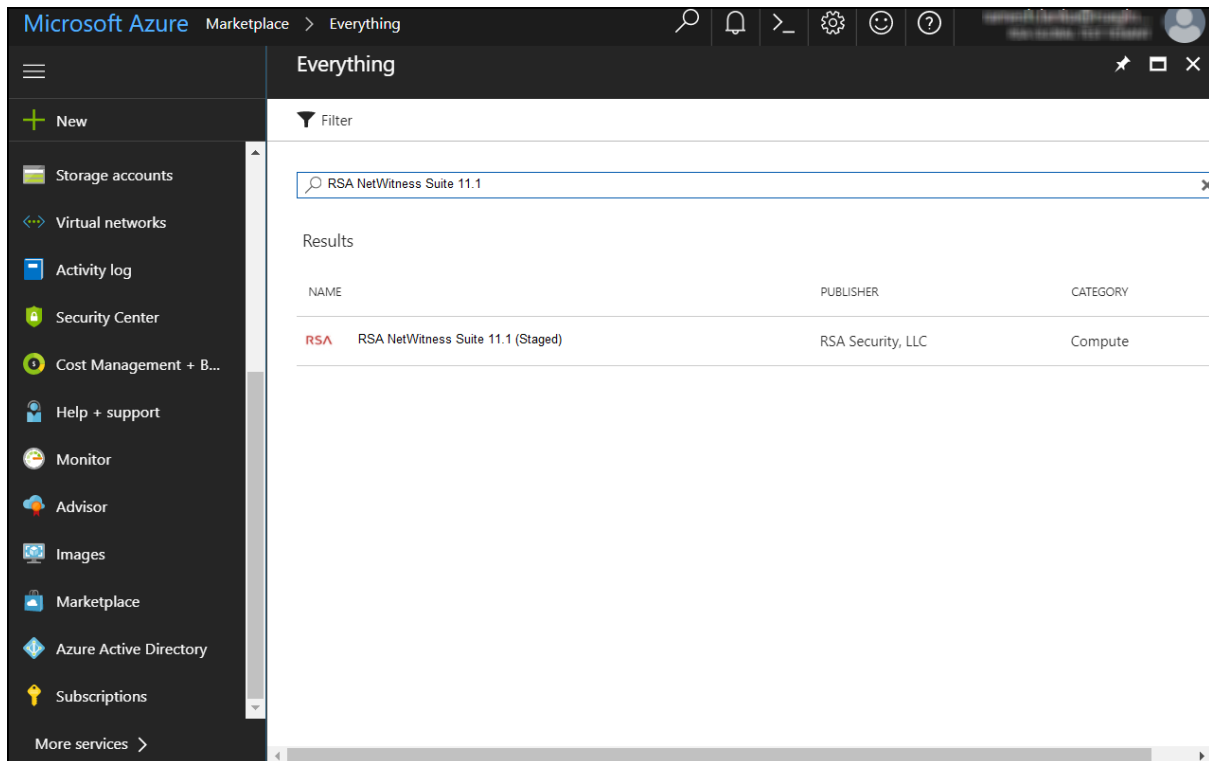 Microsoft Azure Marketplace > Everything
Everything
New
Filter
Storage accounts
RSA NetWitness Suite 11.1
Virtual networks
Results
Activity log
NAME PUBLISHER CATEGORY
Security Center
RSA RSA NetWitness Suite 11.1 (Staged) RSA Security, LLC Compute
Cost Management + B...
Help + support
Monitor
Advisor
Images
Marketplace
Azure Active Directory
Subscriptions
More services >